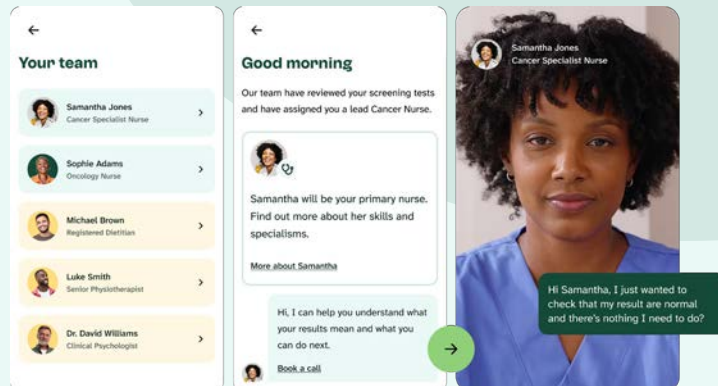 Your team
Samantha Jones
Cancer Specialist Nurse
Sophie Adams
Oncology Nurse
Michael Brown
Registered Dietitian
Luke Smith
Senior Physiotherapist
Dr. David Williams
Clinical Psychologist
Good morning
Our team have reviewed your screening tests
and have assigned you a lead Cancer Nurse.
Samantha will be your primary nurse.
Find out more about her skills and
specialisms.
More about Samantha
Hi, I can help you understand what
your results mean and what you
can do next.
Book a call
Samantha Jones
Cancer Specialist Nurse
Hi Samantha, I just wanted to
check that my result are normal
and there's nothing I need to do?